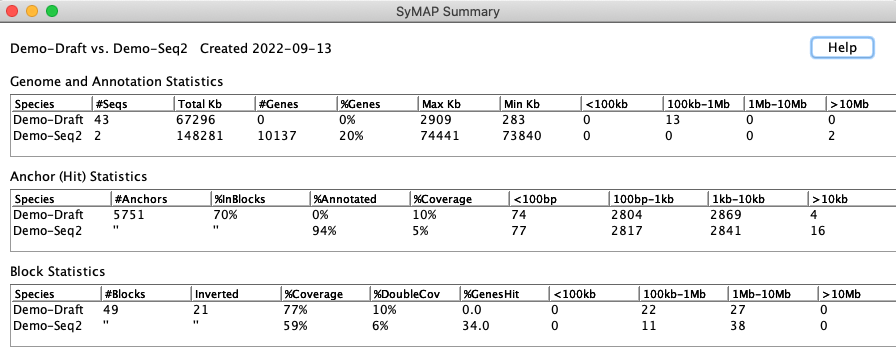 SyMAP Summary
Demo-Draft vs. Demo-Seq2 Created 2022-09-13 Help
Genome and Annotation Statistics
Species #Seqs Total Kb #Genes %Genes Max Kb Min Kb <100kb 100kb-1Mb 1Mb-10Mb >10Mb
Demo-Draft 43 67296 0 0% 2909 283 0 13 0 0
Demo-Seq2 2 148281 10137 20% 74441 73840 0 0 0 2
Anchor (Hit) Statistics
Species #Anchors %InBlocks %Annotated %Coverage <100bp 100bp-1kb 1kb-10kb >10kb
Demo-Draft 5751 70% 0% 10% 74 2804 2869 4
Demo-Seq2 " " 94% 5% 77 2817 2841 16
Block Statistics
Species #Blocks Inverted %Coverage %DoubleCov %GenesHit <100kb 100kb-1Mb 1Mb-10Mb >10Mb
Demo-Draft 49 21 77% 10% 0.0 0 22 27 0
Demo-Seq2 " " 59% 6% 34.0 0 11 38 0